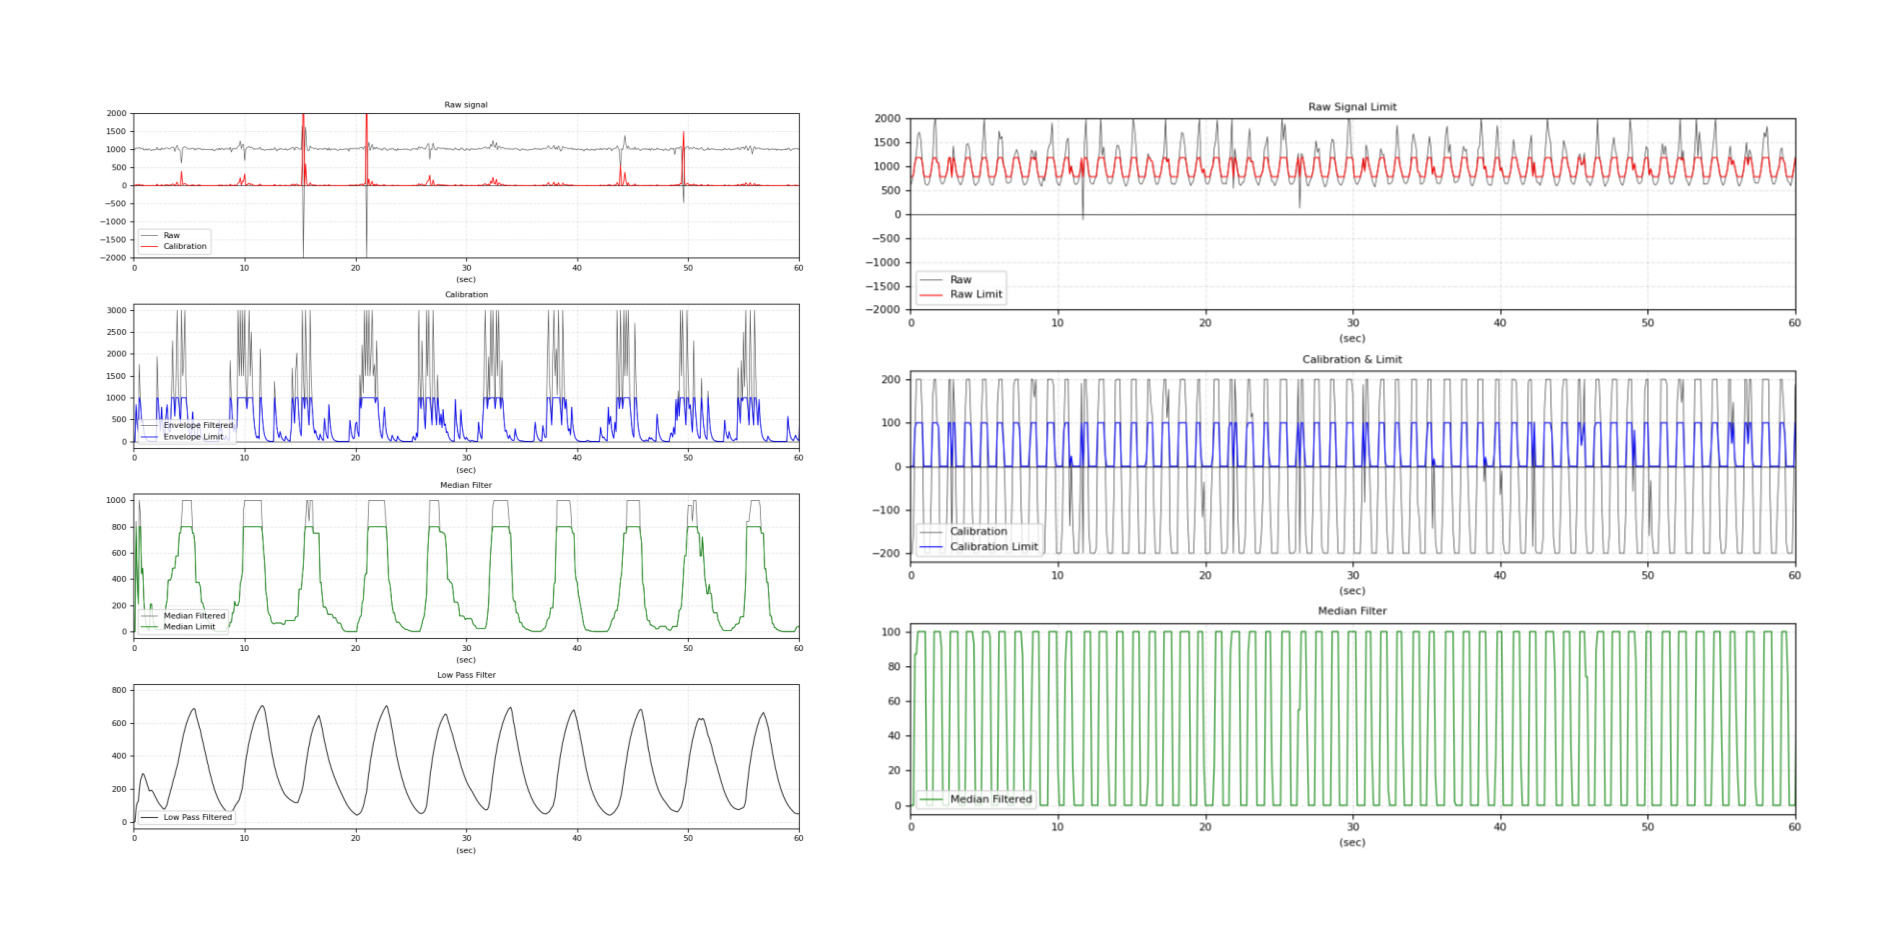 Raw signal
2000
1500
1000
500
0
−500
−1000
−1500
−2000
Raw
Calibration
0 10 20 30 40 50 60
(sec)
Calibration
3000
2500
2000
1500
1000
500
0
Envelope Filtered
Envelope Limit
0 10 20 30 40 50 60
(sec)
Median Filter
1000
800
600
400
200
0
Median Filtered
Median Limit
0 10 20 30 40 50 60
(sec)
Low Pass Filter
800
600
400
200
0
Low Pass Filtered
0 10 20 30 40 50 60
(sec)
Raw Signal Limit
2000
1500
1000
500
0
−500
−1000
−1500
−2000
Raw
Raw Limit
0 10 20 30 40 50 60
(sec)
Calibration & Limit
200
100
0
−100
−200
Calibration
Calibration Limit
0 10 20 30 40 50 60
(sec)
Median Filter
100
80
60
40
20
0
Median Filtered
0 10 20 30 40 50 60
(sec)